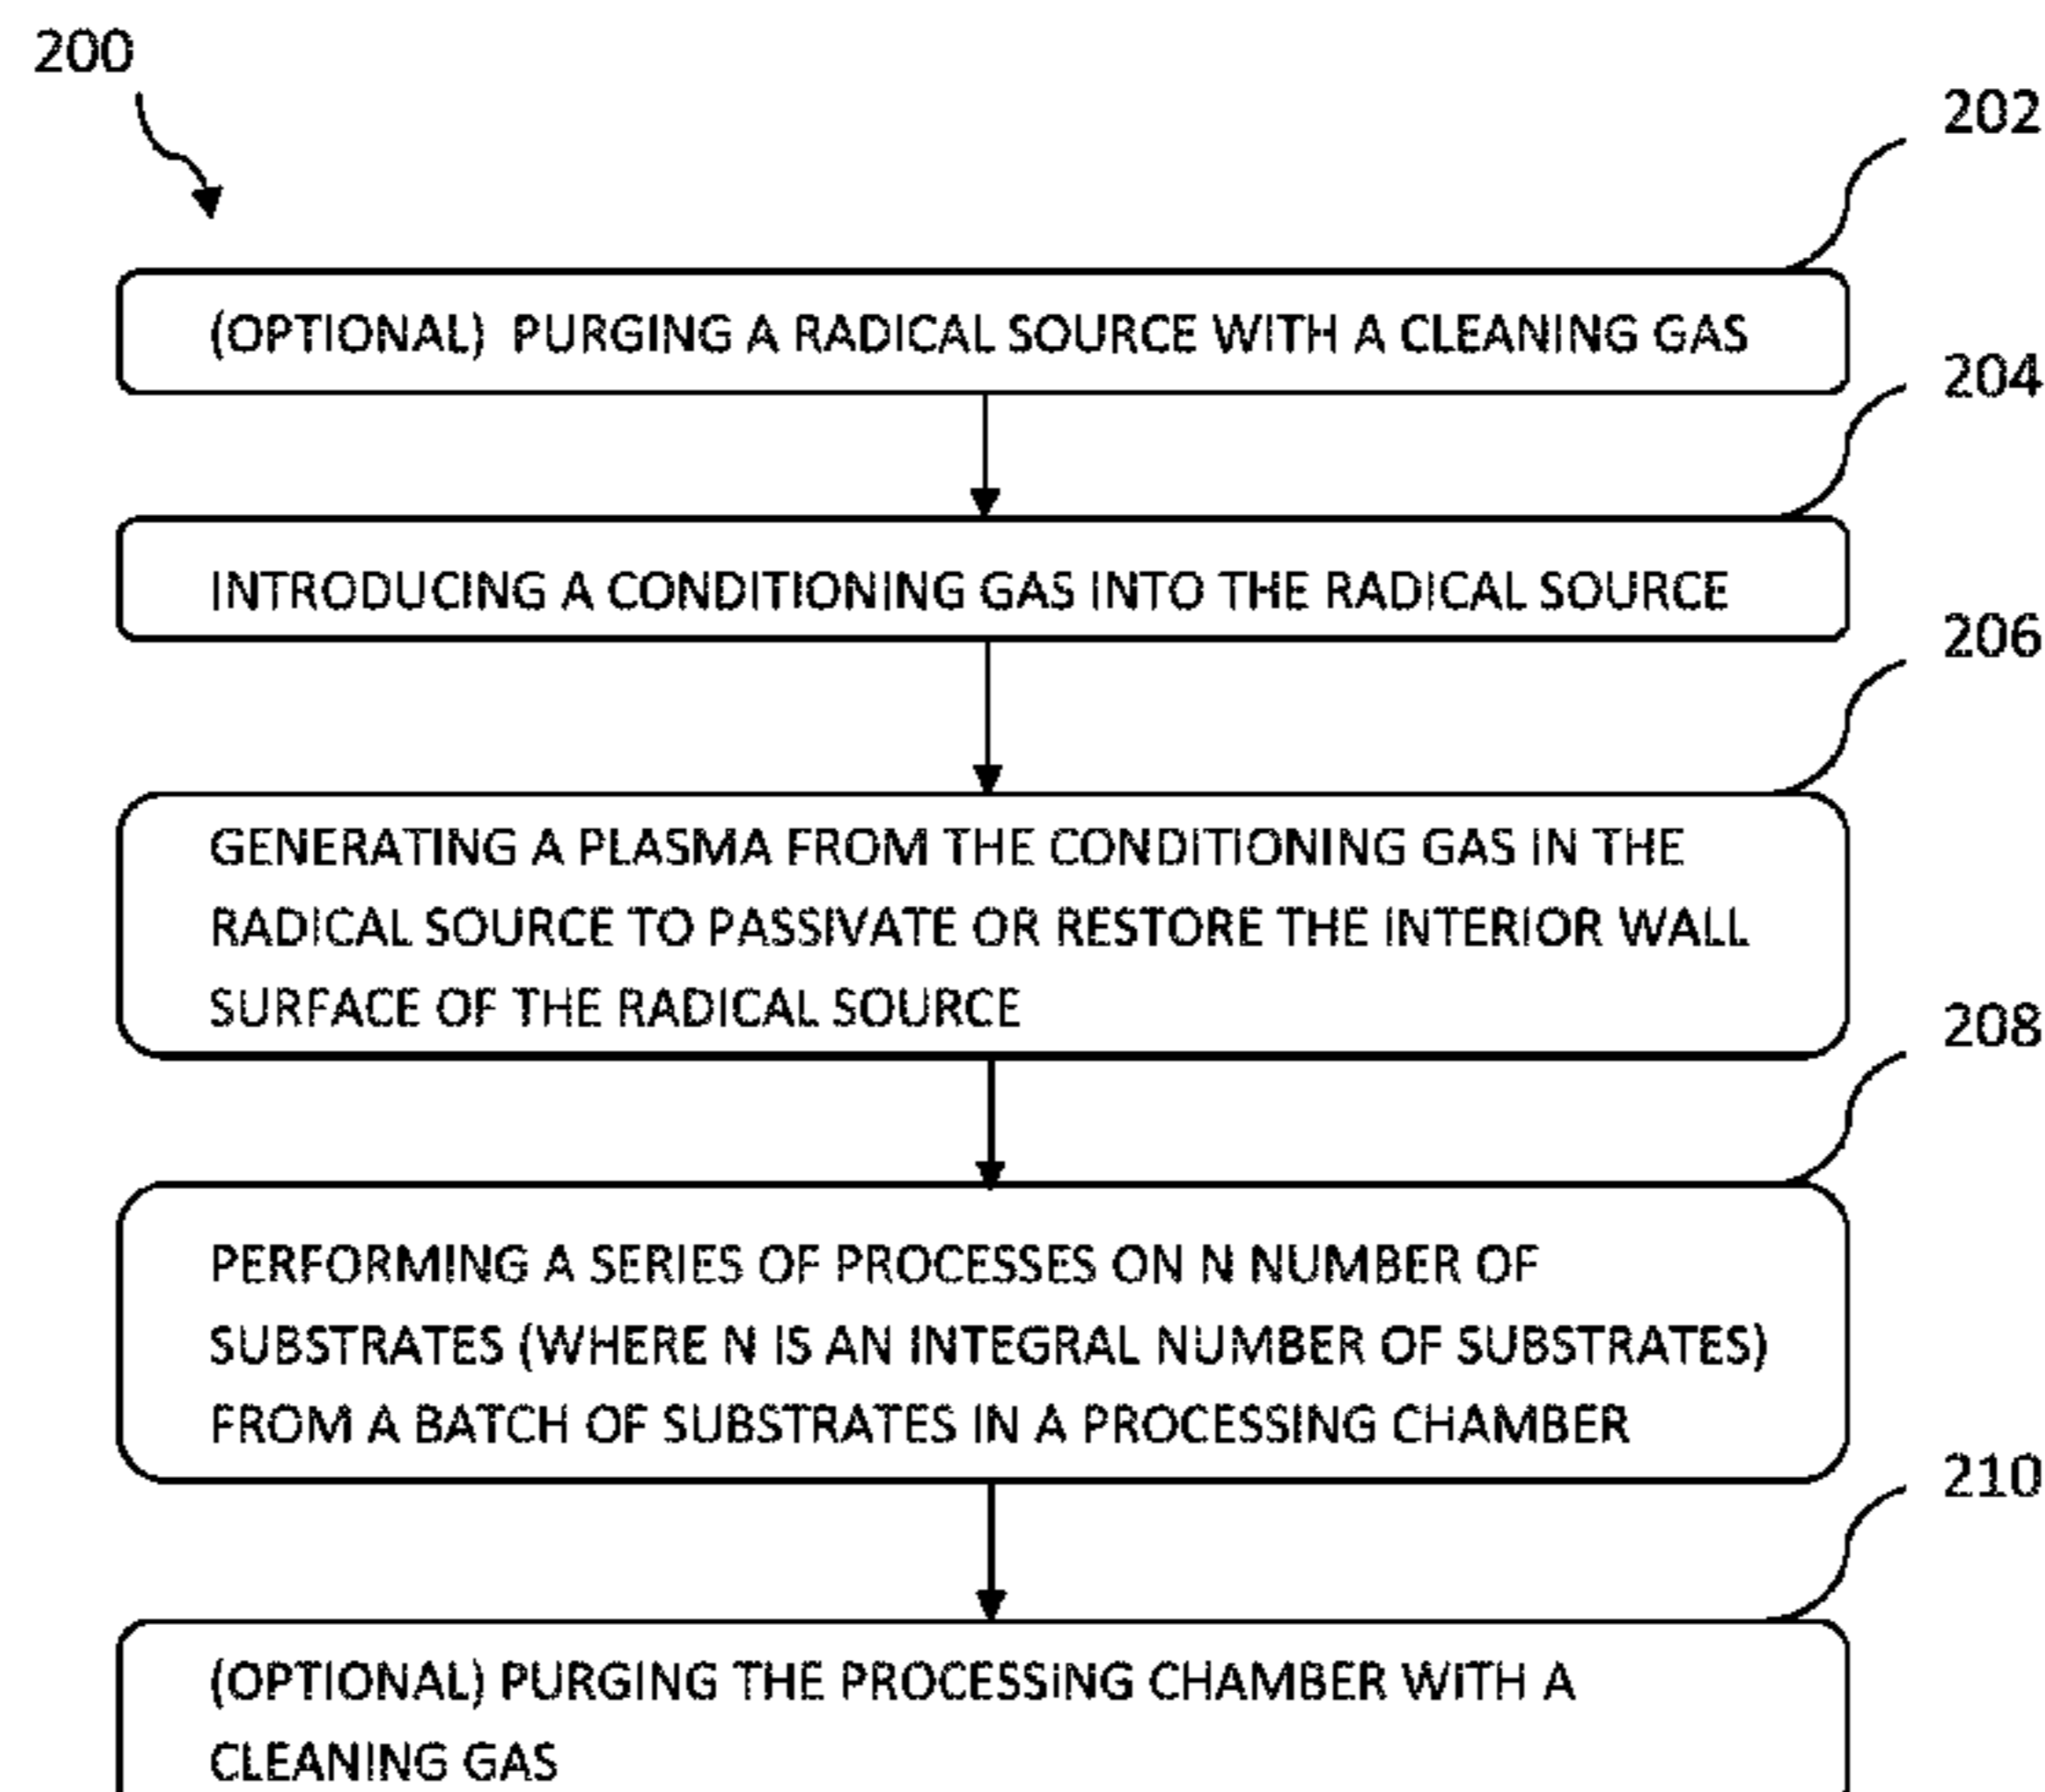 200
202
(OPTIONAL) PURGING A RADICAL SOURCE WITH A CLEANING GAS
204
INTRODUCING A CONDITIONING GAS INTO THE RADICAL SOURCE
206
GENERATING A PLASMA FROM THE CONDITIONING GAS IN THE
RADICAL SOURCE TO PASSIVATE OR RESTORE THE INTERIOR WALL
SURFACE OF THE RADICAL SOURCE
208
PERFORMING A SERIES OF PROCESSES ON N NUMBER OF
SUBSTRATES (WHERE N IS AN INTEGRAL NUMBER OF SUBSTRATES)
FROM A BATCH OF SUBSTRATES IN A PROCESSING CHAMBER
210
(OPTIONAL) PURGING THE PROCESSING CHAMBER WITH A
CLEANING GAS